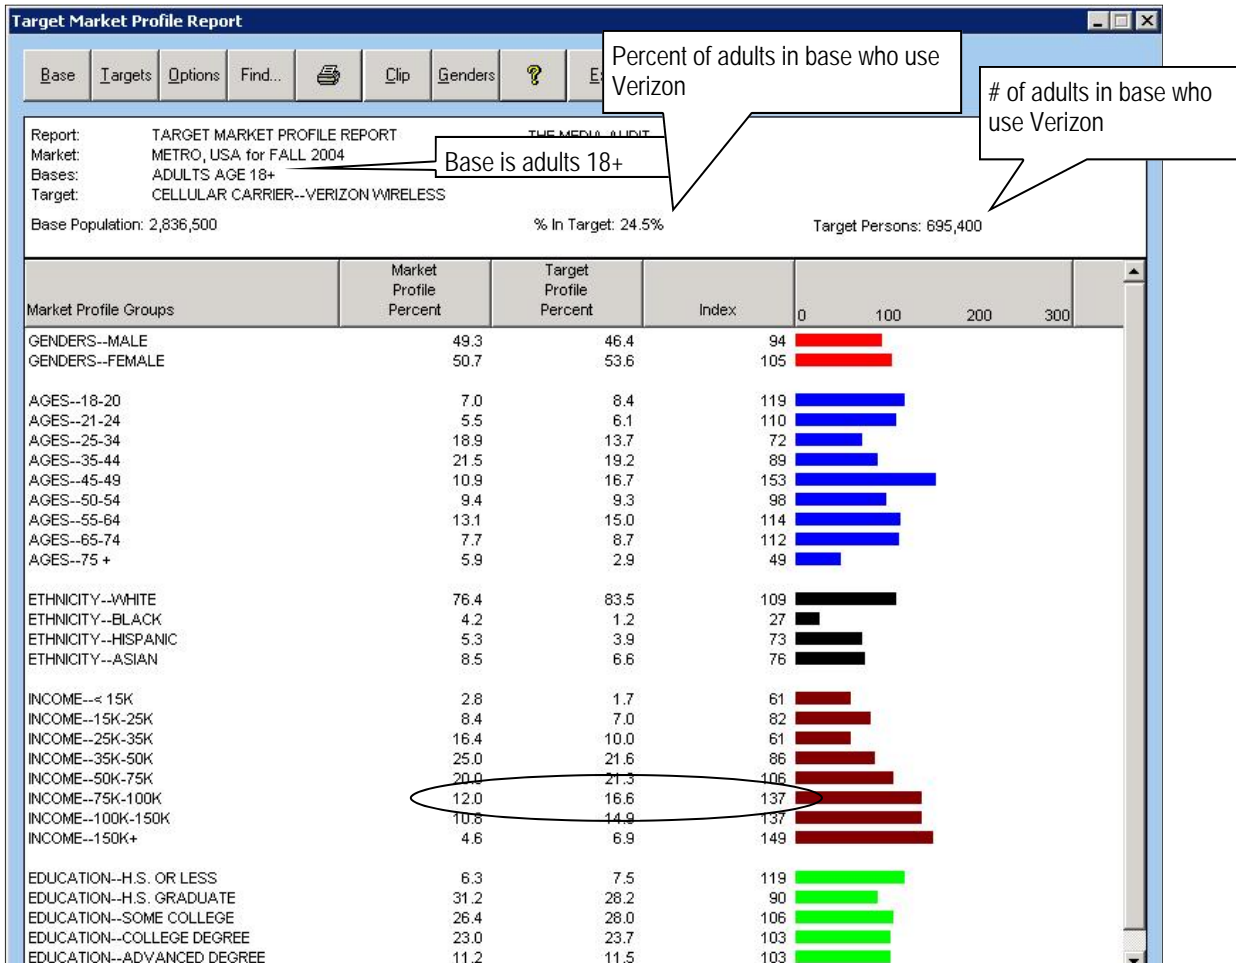 Target Market Profile Report
Base Targets Options Find... Clip Genders ?
Percent of adults in base who use
Verizon
# of adults in base who
use Verizon
Report: TARGET MARKET PROFILE REPORT THE MEDIA AUDIT
Market: METRO, USA for FALL 2004
Base is adults 18+
Bases: ADULTS AGE 18+
Target: CELLULAR CARRIER--VERIZON WIRELESS
Base Population: 2,836,500 % In Target: 24.5% Target Persons: 695,400
Market Target
Profile Profile
Market Profile Groups Percent Percent Index 0 100 200 300
GENDERS--MALE 49.3 46.4 94
GENDERS--FEMALE 50.7 53.6 105
AGES--18-20 7.0 8.4 119
AGES--21-24 5.5 6.1 110
AGES--25-34 18.9 13.7 72
AGES--35-44 21.5 19.2 89
AGES--45-49 10.9 16.7 153
AGES--50-54 9.4 9.3 98
AGES--55-64 13.1 15.0 114
AGES--65-74 7.7 8.7 112
AGES--75 + 5.9 2.9 49
ETHNICITY--WHITE 76.4 83.5 109
ETHNICITY--BLACK 4.2 1.2 27
ETHNICITY--HISPANIC 5.3 3.9 73
ETHNICITY--ASIAN 8.5 6.6 76
INCOME--< 15K 2.8 1.7 61
INCOME--15K-25K 8.4 7.0 82
INCOME--25K-35K 16.4 10.0 61
INCOME--35K-50K 25.0 21.6 86
INCOME--50K-75K 20.0 21.3 106
INCOME--75K-100K 12.0 16.6 137
INCOME--100K-150K 10.8 14.9 137
INCOME--150K+ 4.6 6.9 149
EDUCATION--H.S. OR LESS 6.3 7.5 119
EDUCATION--H.S. GRADUATE 31.2 28.2 90
EDUCATION--SOME COLLEGE 26.4 28.0 106
EDUCATION--COLLEGE DEGREE 23.0 23.7 103
EDUCATION--ADVANCED DEGREE 11.2 11.5 103